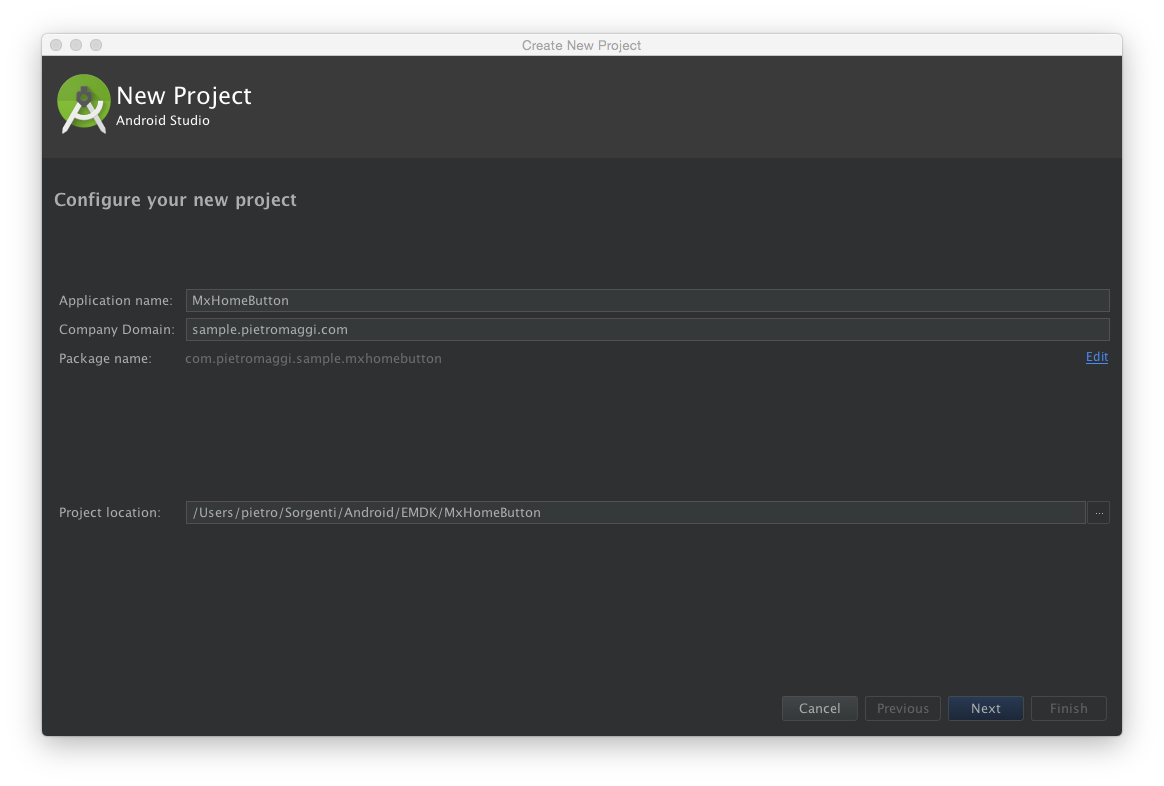 Create New Project
New Project
Android Studio
Configure your new project
Application name: MxHomeButton
Company Domain: sample.pietromaggi.com
Package name: com.pietromaggi.sample.mxhomebutton Edit
Project location: /Users/pietro/Sorgenti/Android/EMDK/MxHomeButton ...
Cancel Previous Next Finish